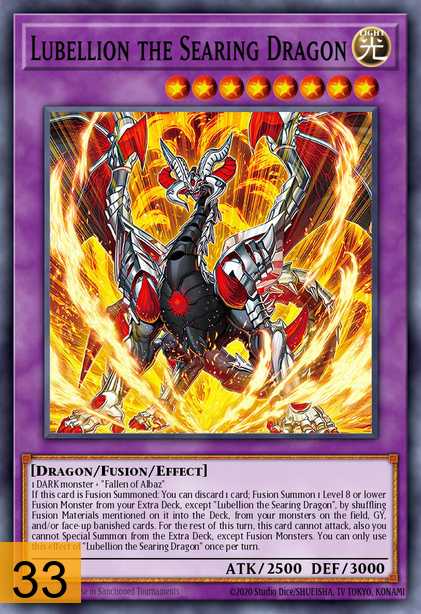 LUBELLION THE SEARING DRAGON
LIGHT
光
[DRAGON/FUSION/EFFECT]
1 DARK monster + "Fallen of Albaz"
If this card is Fusion Summoned: You can discard 1 card; Fusion Summon 1 Level 8 or lower
Fusion Monster from your Extra Deck, except "Lubellion the Searing Dragon", by shuffling
Fusion Materials mentioned on it into the Deck, from your monsters on the field, GY,
and/or face-up banished cards. For the rest of this turn, this card cannot attack, also you
cannot Special Summon from the Extra Deck, except Fusion Monsters. You can only use
this effect of "Lubellion the Searing Dragon" once per turn.
ATK/2500 DEF/3000
33
Use in Sanctioned Tournaments
©2020 Studio Dice/SHUEISHA, TV TOKYO, KONAMI